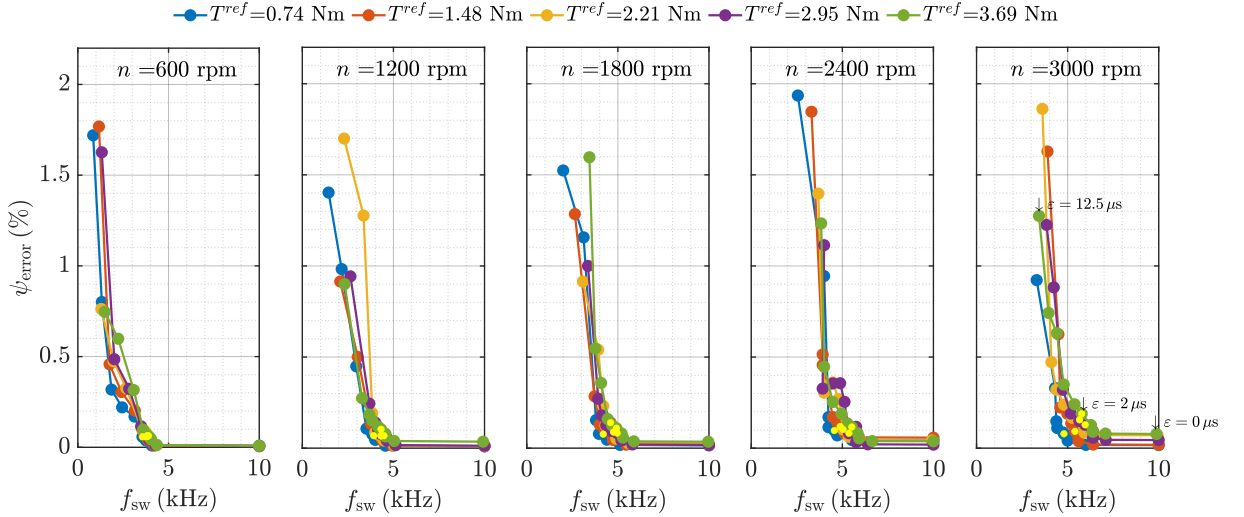 T^ref=0.74 Nm T^ref=1.48 Nm T^ref=2.21 Nm T^ref=2.95 Nm T^ref=3.69 Nm
n =600 rpm n =1200 rpm n =1800 rpm n =2400 rpm n =3000 rpm
2
1.5
1
0.5
0
ψerror (%)
↓ ε = 12.5 μs
↓ ε = 2 μs
↓ ε = 0 μs
0 5 10 0 5 10 0 5 10 0 5 10 0 5 10
fsw (kHz) fsw (kHz) fsw (kHz) fsw (kHz) fsw (kHz)